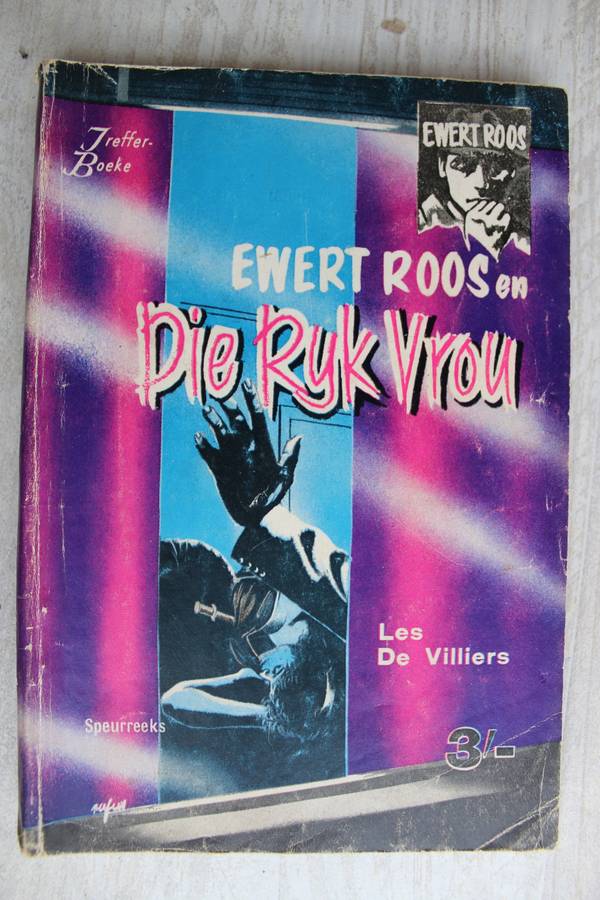 Treffer-
Boeke
EWERT ROOS
EWERT ROOS en
Die Ryk Vrou
Les
De Villiers
Speurreeks
3/-